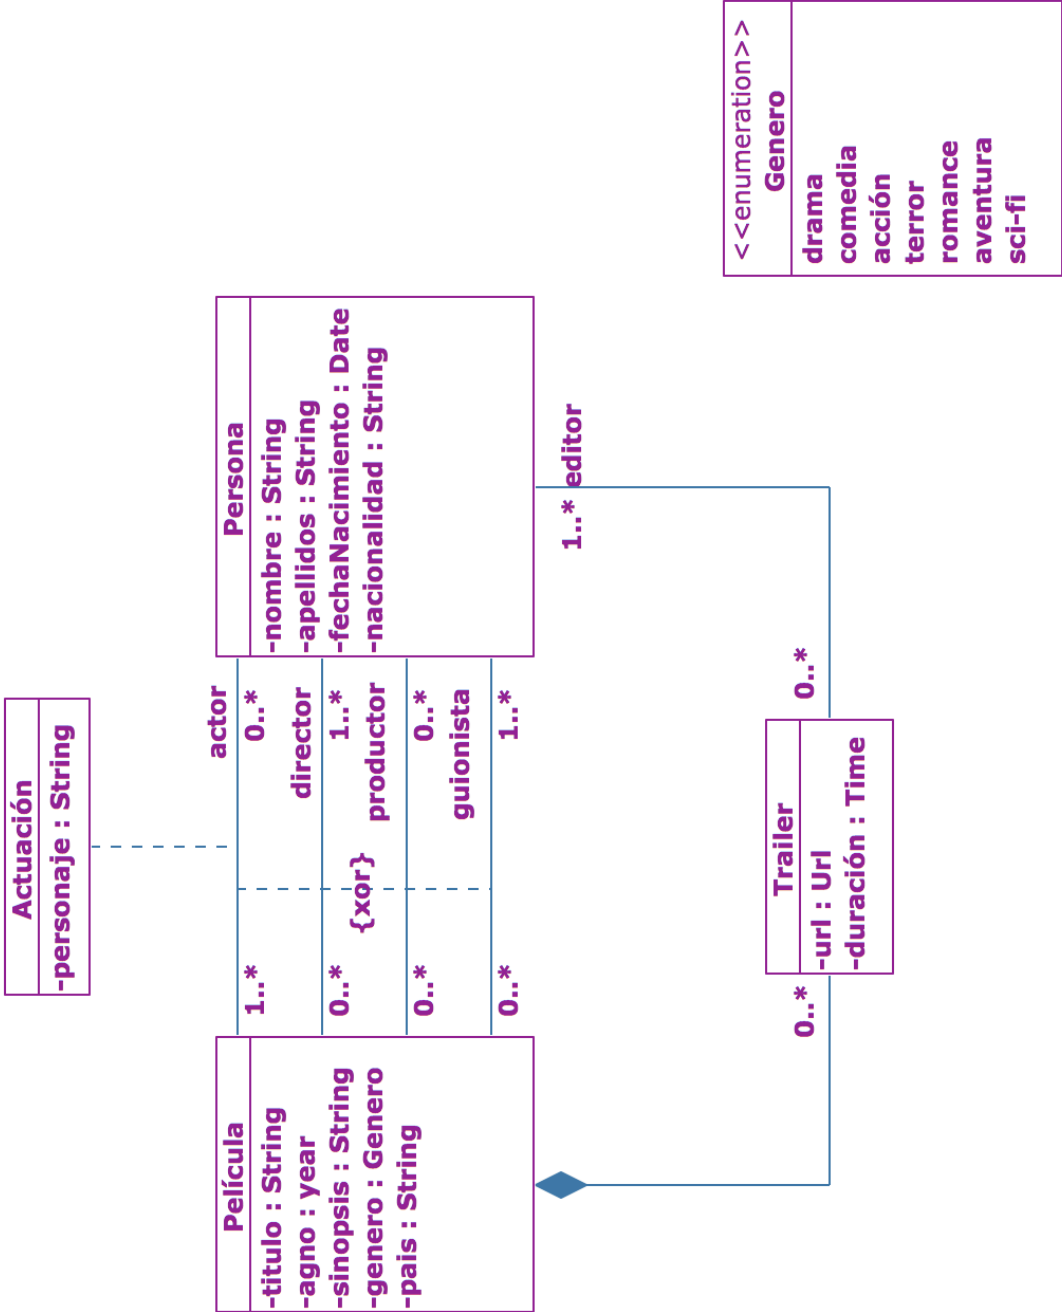 Actuación
-personaje : String
Película
-titulo : String
-agno : year
-sinopsis : String
-genero : Genero
-pais : String
1..*
actor
0..*
0..*
director
1..*
{xor}
0..*
productor
0..*
0..*
guionista
1..*
Persona
-nombre : String
-apellidos : String
-fechaNacimiento : Date
-nacionalidad : String
1..*
editor
0..*
Trailer
-url : Url
-duración : Time
0..*
<<enumeration>>
Genero
drama
comedia
acción
terror
romance
aventura
sci-fi